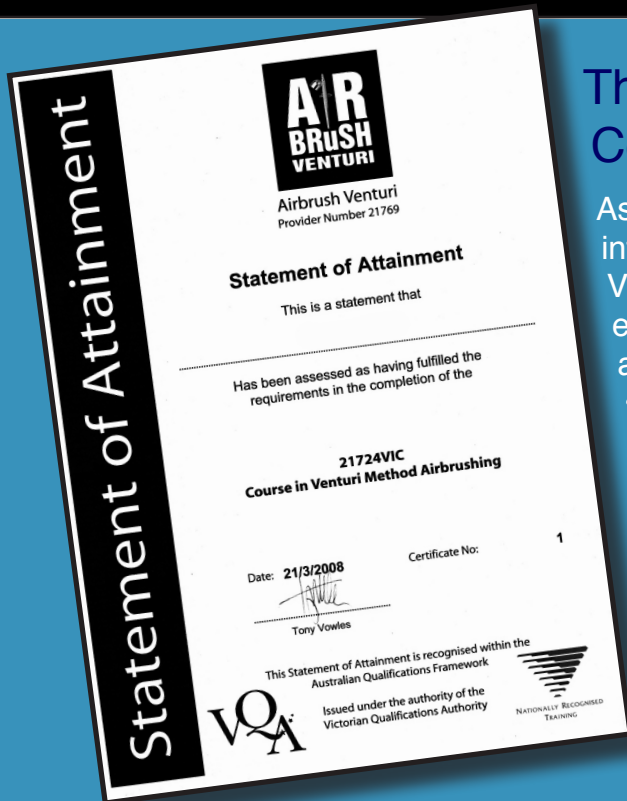 Statement of Attainment
AIR
BRUSH
VENTURI
Airbrush Venturi
Provider Number 21769
Statement of Attainment
This is a statement that
Has been assessed as having fulfilled the
requirements in the completion of the
21724VIC
Course in Venturi Method Airbrushing
Date: 21/3/2008
Certificate No: 1
Tony Vowles
This Statement of Attainment is recognised within the
Australian Qualifications Framework
VQA
Issued under the authority of the
Victorian Qualifications Authority
NATIONALLY RECOGNISED
TRAINING